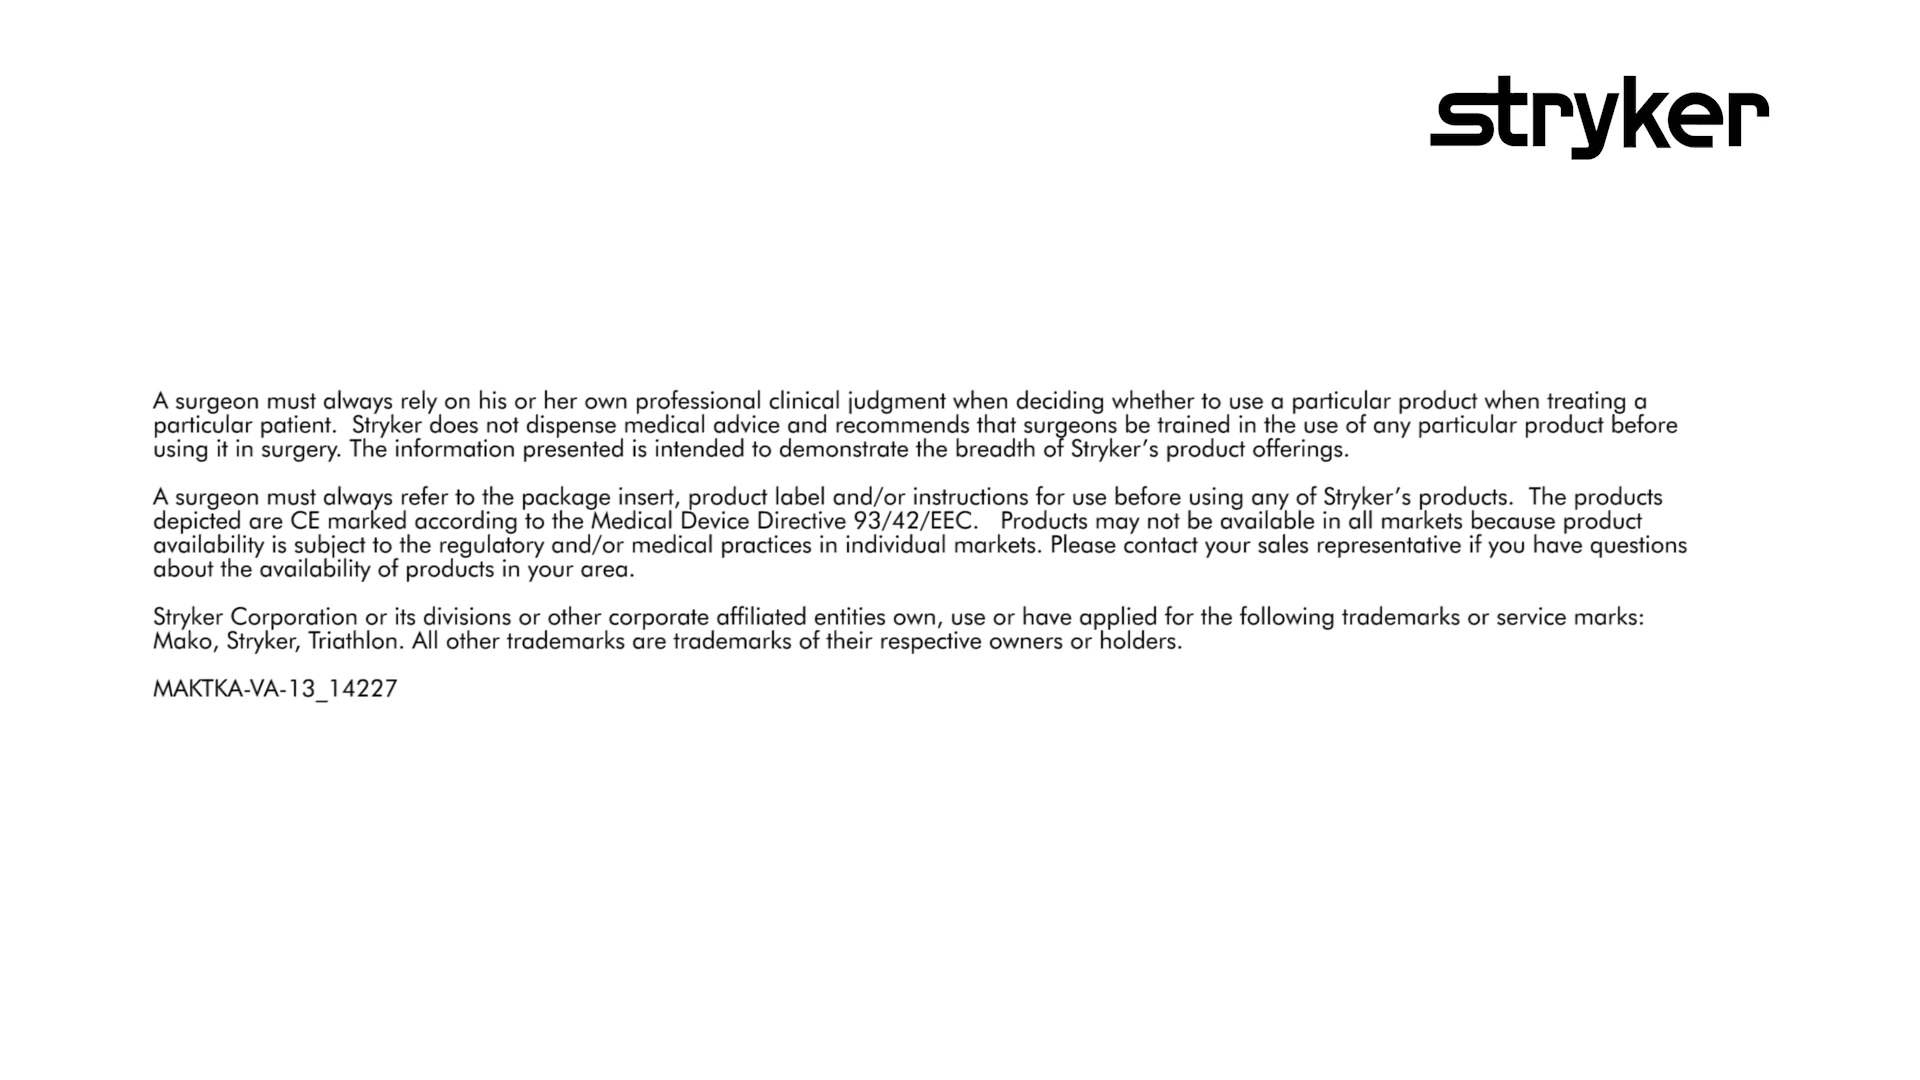 stryker
A surgeon must always rely on his or her own professional clinical judgment when deciding whether to use a particular product when treating a
particular patient.  Stryker does not dispense medical advice and recommends that surgeons be trained in the use of any particular product before
using it in surgery. The information presented is intended to demonstrate the breadth of Stryker’s product offerings.
A surgeon must always refer to the package insert, product label and/or instructions for use before using any of Stryker’s products.  The products
depicted are CE marked according to the Medical Device Directive 93/42/EEC.   Products may not be available in all markets because product
availability is subject to the regulatory and/or medical practices in individual markets. Please contact your sales representative if you have questions
about the availability of products in your area.
Stryker Corporation or its divisions or other corporate affiliated entities own, use or have applied for the following trademarks or service marks:
Mako, Stryker, Triathlon. All other trademarks are trademarks of their respective owners or holders.
MAKTKA-VA-13_14227